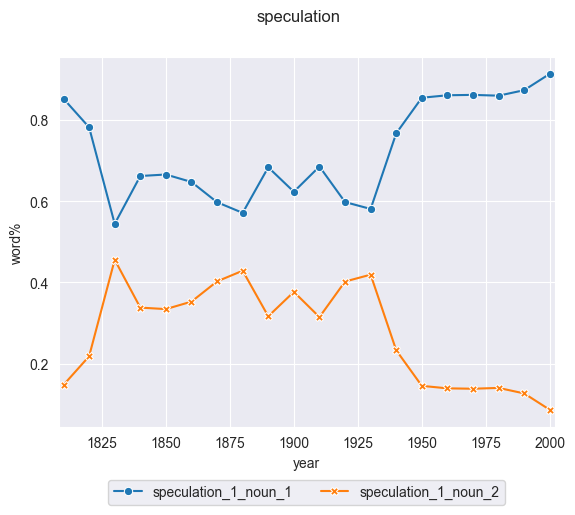 speculation
0.8
0.6
0.4
0.2
word%
1825 1850 1875 1900 1925 1950 1975 2000
year
speculation_1_noun_1 speculation_1_noun_2